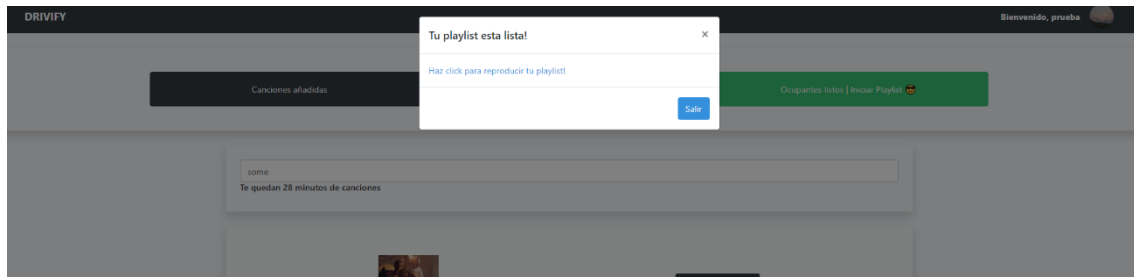 DRIVIFY
Bienvenido, prueba
Tu playlist esta lista!
×
Haz click para reproducir tu playlist!
Salir
Canciones añadidas
Ocupantes listos | Iniciar Playlist 😎
some
Te quedan 28 minutos de canciones